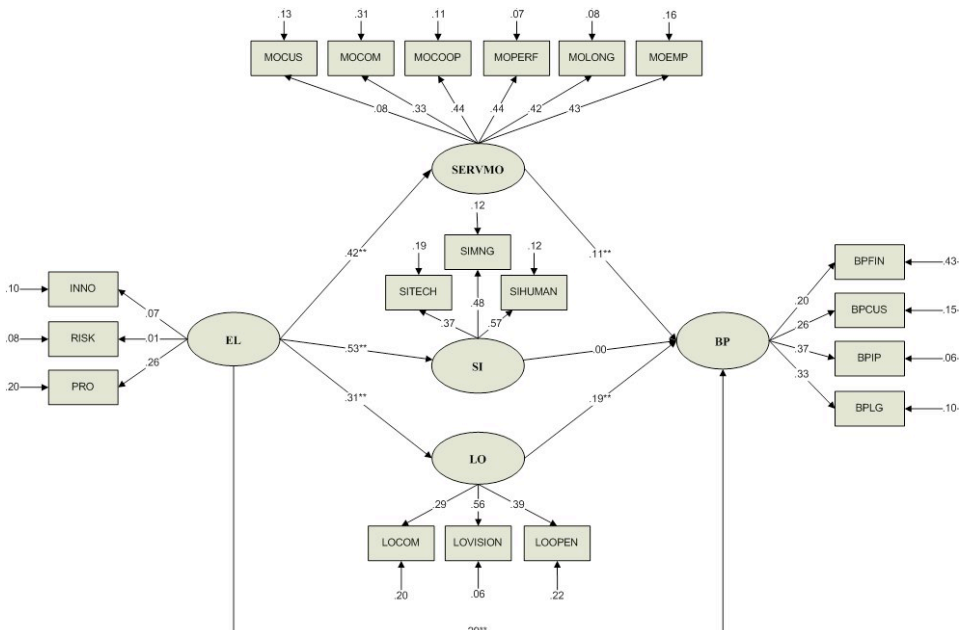 .13 .31 .11 .07 .08 .16
MOCUS MOCOM MOCOOP MOPERF MOLONG MOEMP
.08 .33 .44 .44 .42 .43
SERVMO
.12
.42** .19 SIMNG .12 .11**
SITECH SIHUMAN
.48
.37 .57
.10 INNO
.07
.08 RISK .01 EL
.26
.20 PRO
.53** SI .00 BP
.43- BPFIN
.20
.26 BPCUS .15-
.37 BPIP .06-
.33
BPLG .10-
.31** .19**
LO
.29 .56 .39
LOCOM LOVISION LOOPEN
.20 .06 .22